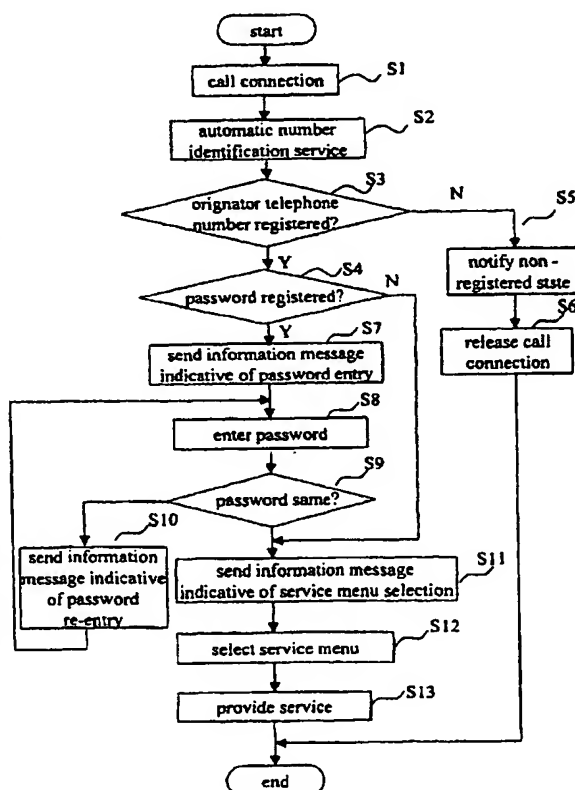 start
call connection
S1
automatic number
identification service
S2
S3
orignator telephone
number registered?
N
S5
Y
notify non -
registered stste
S4
password registered?
N
S6
release call
connection
Y
S7
send information message
indicative of password entry
S8
enter password
S9
password same?
S10
send information
message indicative
of password
re-entry
send information message
indicative of service menu selection
S11
select service menu
S12
provide service
S13
end